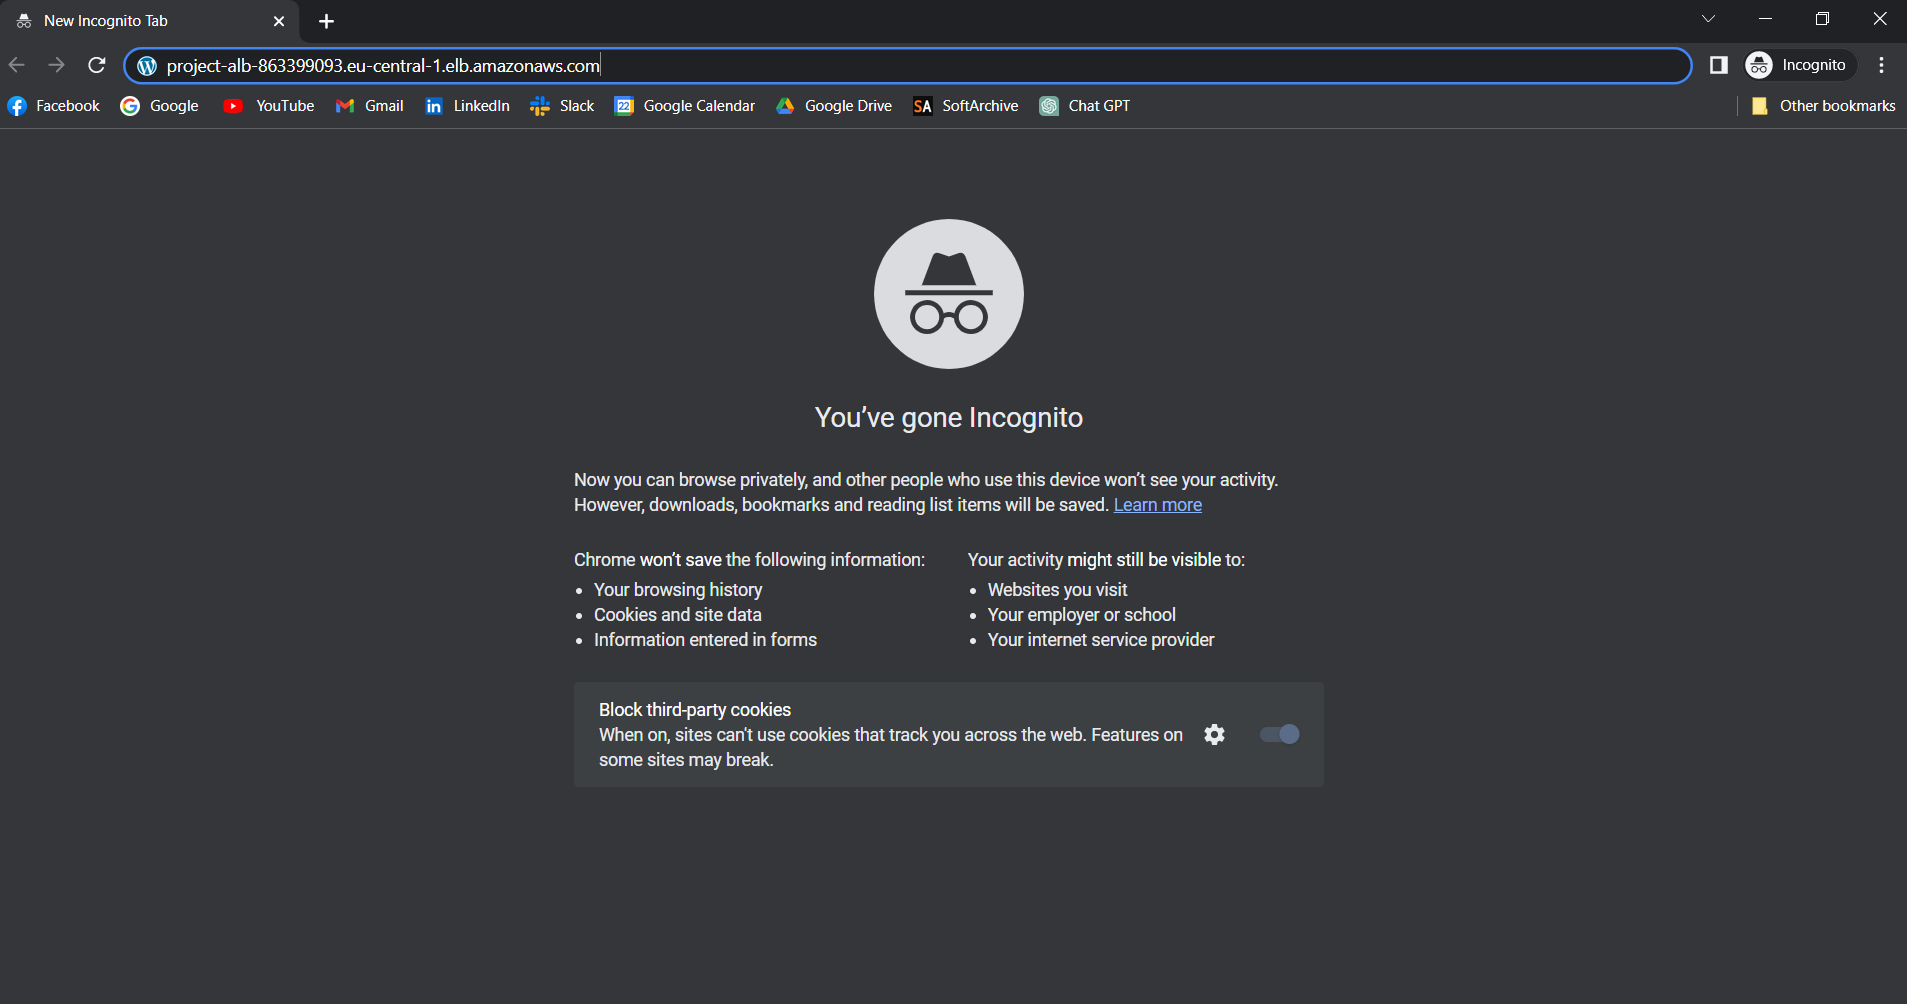 New Incognito Tab
project-alb-863399093.eu-central-1.elb.amazonaws.com
Incognito
Facebook Google YouTube Gmail LinkedIn Slack 22 Google Calendar Google Drive SA SoftArchive Chat GPT Other bookmarks
You’ve gone Incognito
Now you can browse privately, and other people who use this device won’t see your activity.
However, downloads, bookmarks and reading list items will be saved. Learn more
Chrome won’t save the following information:
Your browsing history
Cookies and site data
Information entered in forms
Your activity might still be visible to:
Websites you visit
Your employer or school
Your internet service provider
Block third-party cookies
When on, sites can't use cookies that track you across the web. Features on
some sites may break.